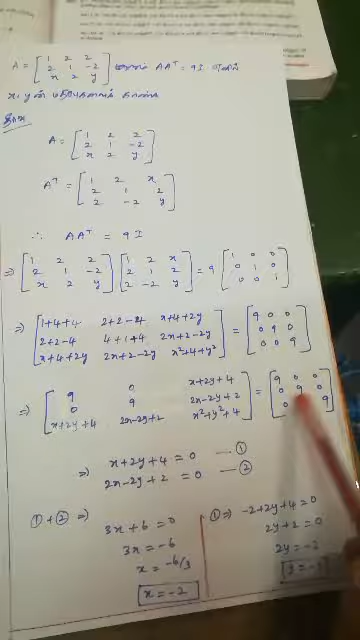 A = [ 1 2 2
2 1 -2
x 2 y ] AAᵀ = 9I எனில்
x, y ன் மதிப்புகளைக் காண்க
தீர்வு
A = [ 1 2 2
2 1 -2
x 2 y ]
Aᵀ = [ 1 2 x
2 1 2
2 -2 y ]
∴ AAᵀ = 9I
⇒ [ 1 2 2 ] [ 1 2 x ] = 9 [ 1 0 0 ]
[ 2 1 -2 ] [ 2 1 2 ] [ 0 1 0 ]
[ x 2 y ] [ 2 -2 y ] [ 0 0 1 ]
⇒ [ 1+4+4 2+2-4 x+4+2y ] = [ 9 0 0 ]
[ 2+2-4 4+1+4 2x+2-2y ] [ 0 9 0 ]
[ x+4+2y 2x+2-2y x²+4+y² ] [ 0 0 9 ]
⇒ [ 9 0 x+2y+4 ] = [ 9 0 0 ]
[ 0 9 2x-2y+2 ] [ 0 9 0 ]
[ x+2y+4 2x-2y+2 x²+y²+4 ] [ 0 9 ]
⇒ x+2y+4 = 0 — ①
2x-2y+2 = 0 — ②
①+② ⇒ 3x+6 = 0
3x = -6
x = -6/3
x = -2
① ⇒ -2+2y+4 = 0
2y+2 = 0
2y = -2
y = -1